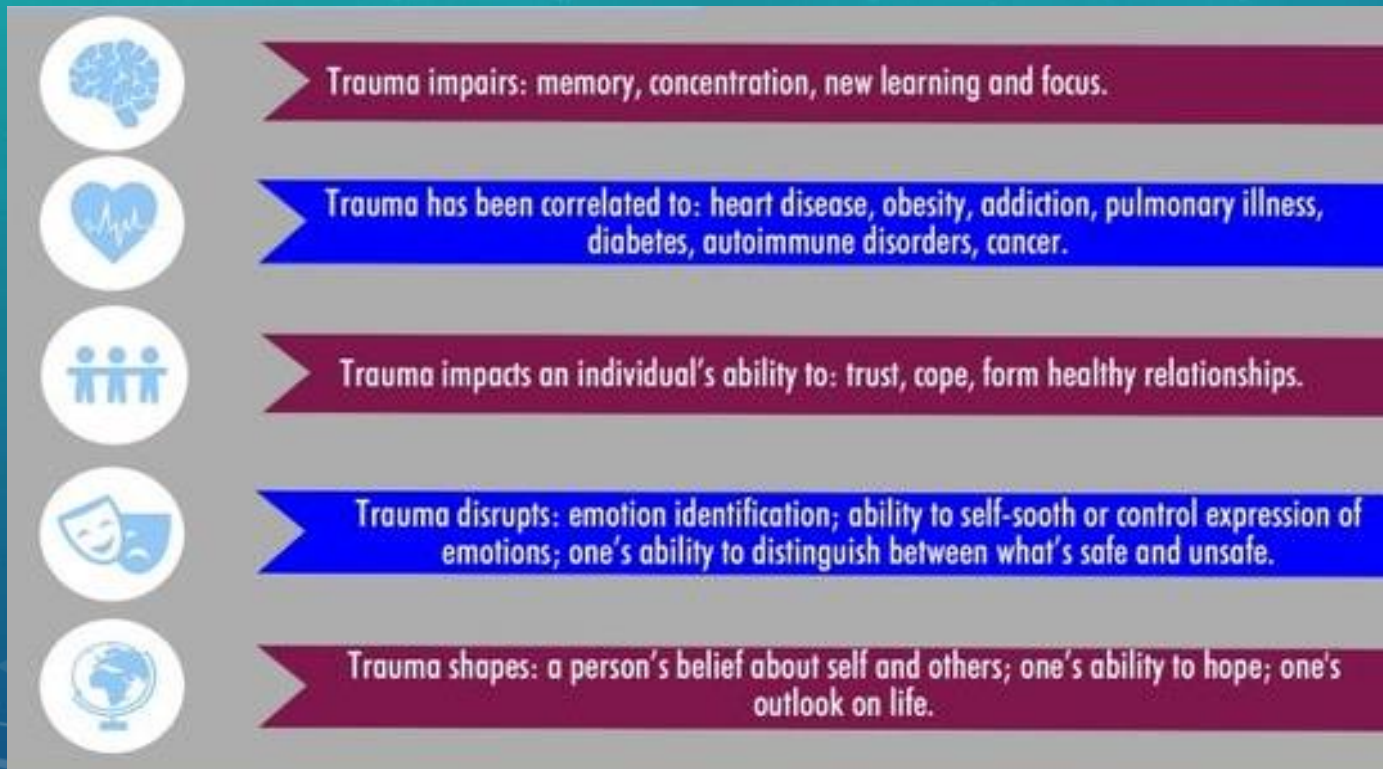 Trauma impairs: memory, concentration, new learning and focus.
Trauma has been correlated to: heart disease, obesity, addiction, pulmonary illness,
diabetes, autoimmune disorders, cancer.
Trauma impacts an individual's ability to: trust, cope, form healthy relationships.
Trauma disrupts: emotion identification; ability to self-sooth or control expression of
emotions; one's ability to distinguish between what's safe and unsafe.
Trauma shapes: a person's belief about self and others; one's ability to hope; one's
outlook on life.